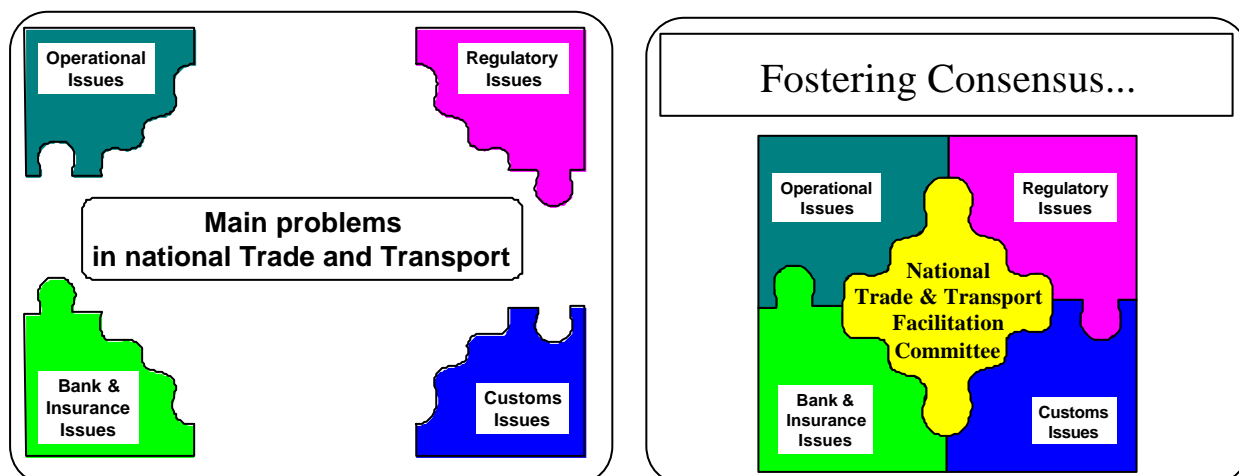 Operational
Issues
Regulatory
Issues
Main problems
in national Trade and Transport
Bank &
Insurance
Issues
Customs
Issues
Fostering Consensus...
Operational
Issues
Regulatory
Issues
National
Trade & Transport
Facilitation
Committee
Bank &
Insurance
Issues
Customs
Issues